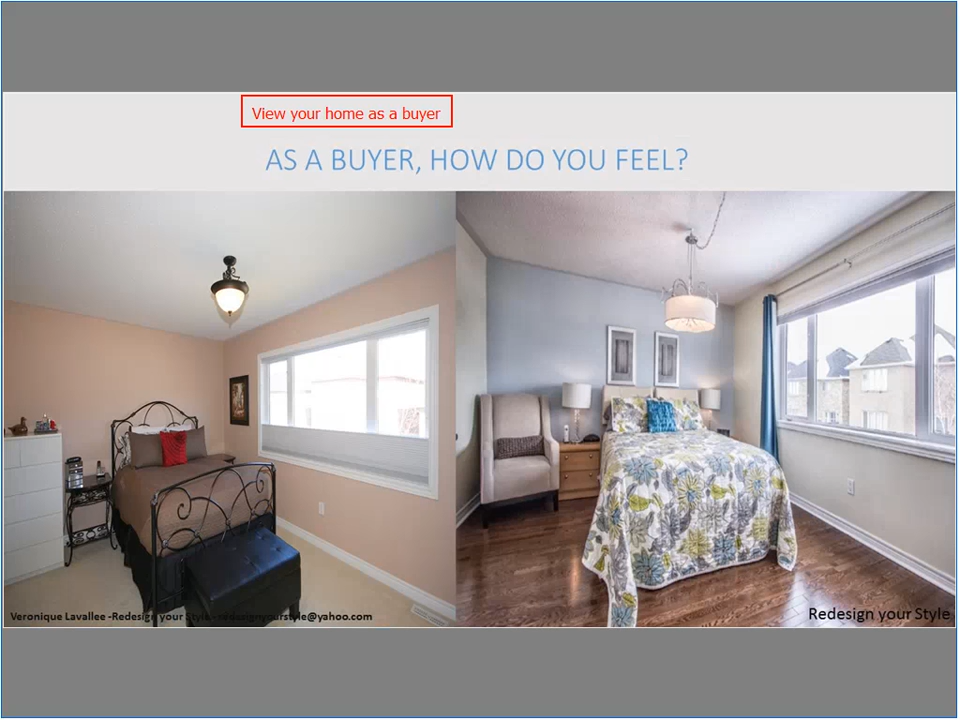 View your home as a buyer
AS A BUYER, HOW DO YOU FEEL?
Veronique Lavallee -Redesign your Style - redesignyourstyle@yahoo.com
Redesign your Style